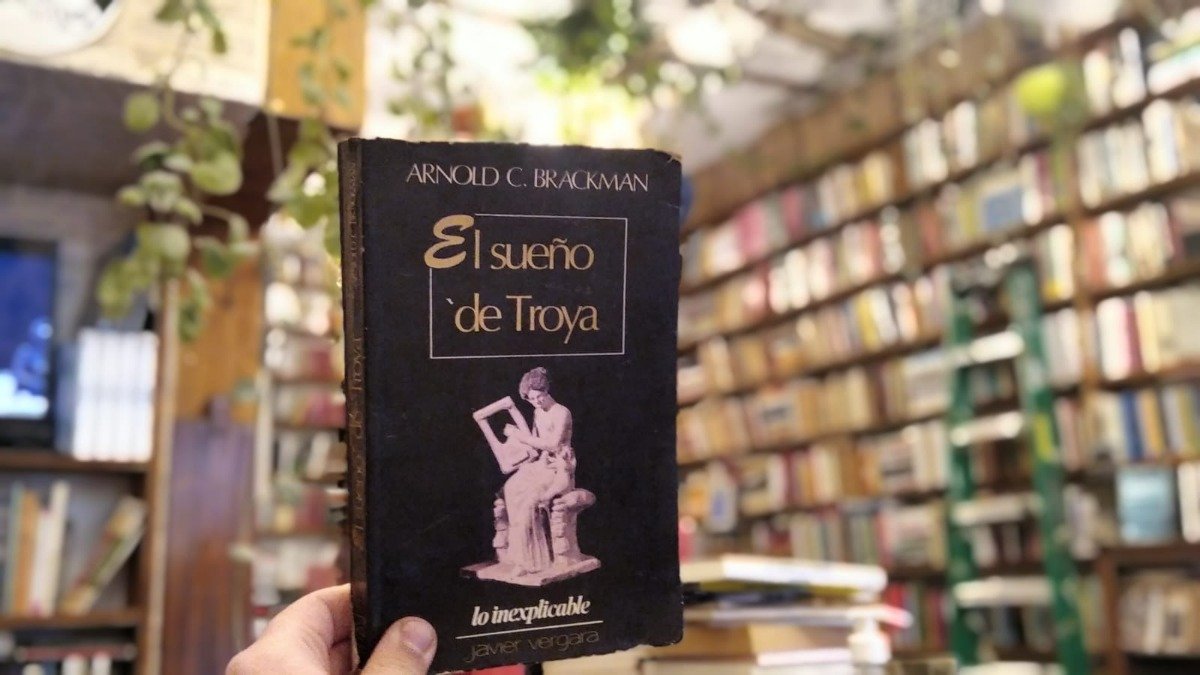 ARNOLD C. BRACKMAN
El sueño
de Troya
lo inexplicable
javier vergara